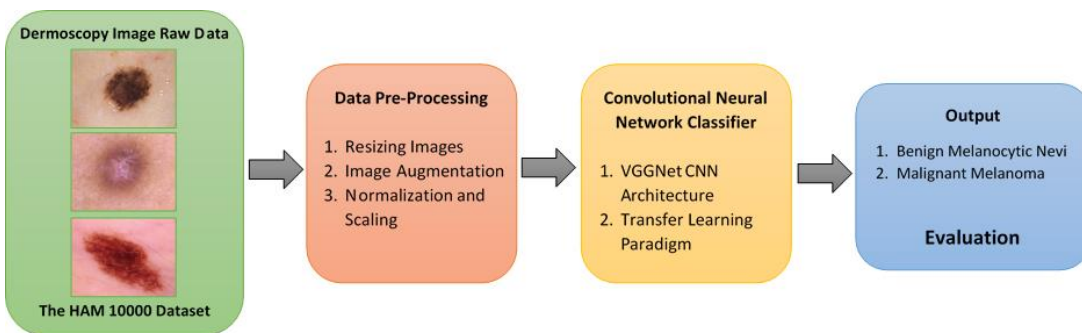 Dermoscopy Image Raw Data
The HAM 10000 Dataset
Data Pre-Processing
1. Resizing Images
2. Image Augmentation
3. Normalization and
Scaling
Convolutional Neural
Network Classifier
1. VGGNet CNN
Architecture
2. Transfer Learning
Paradigm
Output
1. Benign Melanocytic Nevi
2. Malignant Melanoma
Evaluation